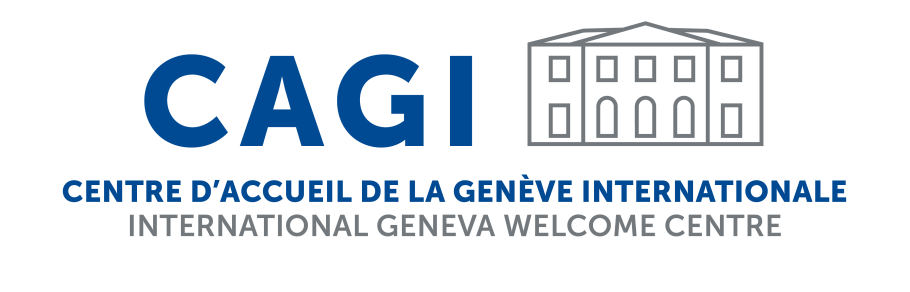 CAGI
CENTRE D'ACCUEIL DE LA GENÈVE INTERNATIONALE
INTERNATIONAL GENEVA WELCOME CENTRE